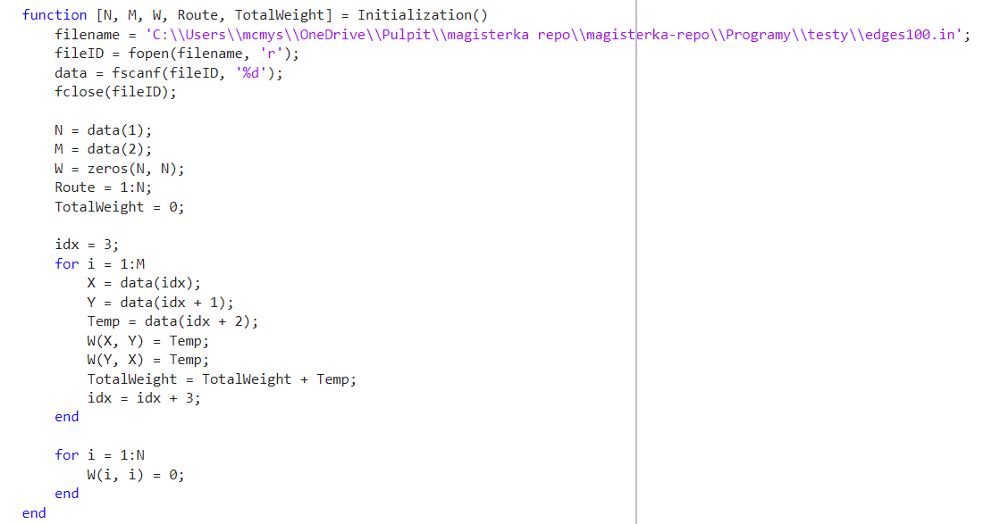 function [N, M, W, Route, TotalWeight] = Initialization()
    filename = 'C:\\Users\\mcmys\\OneDrive\\Pulpit\\magisterka repo\\magisterka-repo\\Programy\\testy\\edges100.in';
    fileID = fopen(filename, 'r');
    data = fscanf(fileID, '%d');
    fclose(fileID);

    N = data(1);
    M = data(2);
    W = zeros(N, N);
    Route = 1:N;
    TotalWeight = 0;

    idx = 3;
    for i = 1:M
        X = data(idx);
        Y = data(idx + 1);
        Temp = data(idx + 2);
        W(X, Y) = Temp;
        W(Y, X) = Temp;
        TotalWeight = TotalWeight + Temp;
        idx = idx + 3;
    end

    for i = 1:N
        W(i, i) = 0;
    end
end